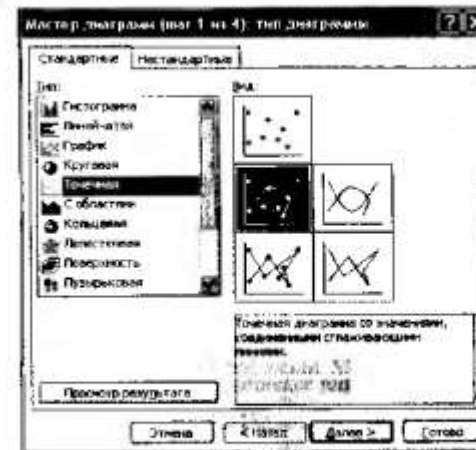 Мастер диаграмм (шаг 1 из 4): тип диаграммы
Стандартные Нестандартные
Тип:
Гистограмма
Линейчатая
График
Круговая
Точечная
С областями
Кольцевая
Лепестковая
Поверхность
Пузырьковая
Вид:
Точечная диаграмма со значениями,
соединенными сглаживающими
линиями.
Просмотр результата
Отмена < Назад Далее > Готово